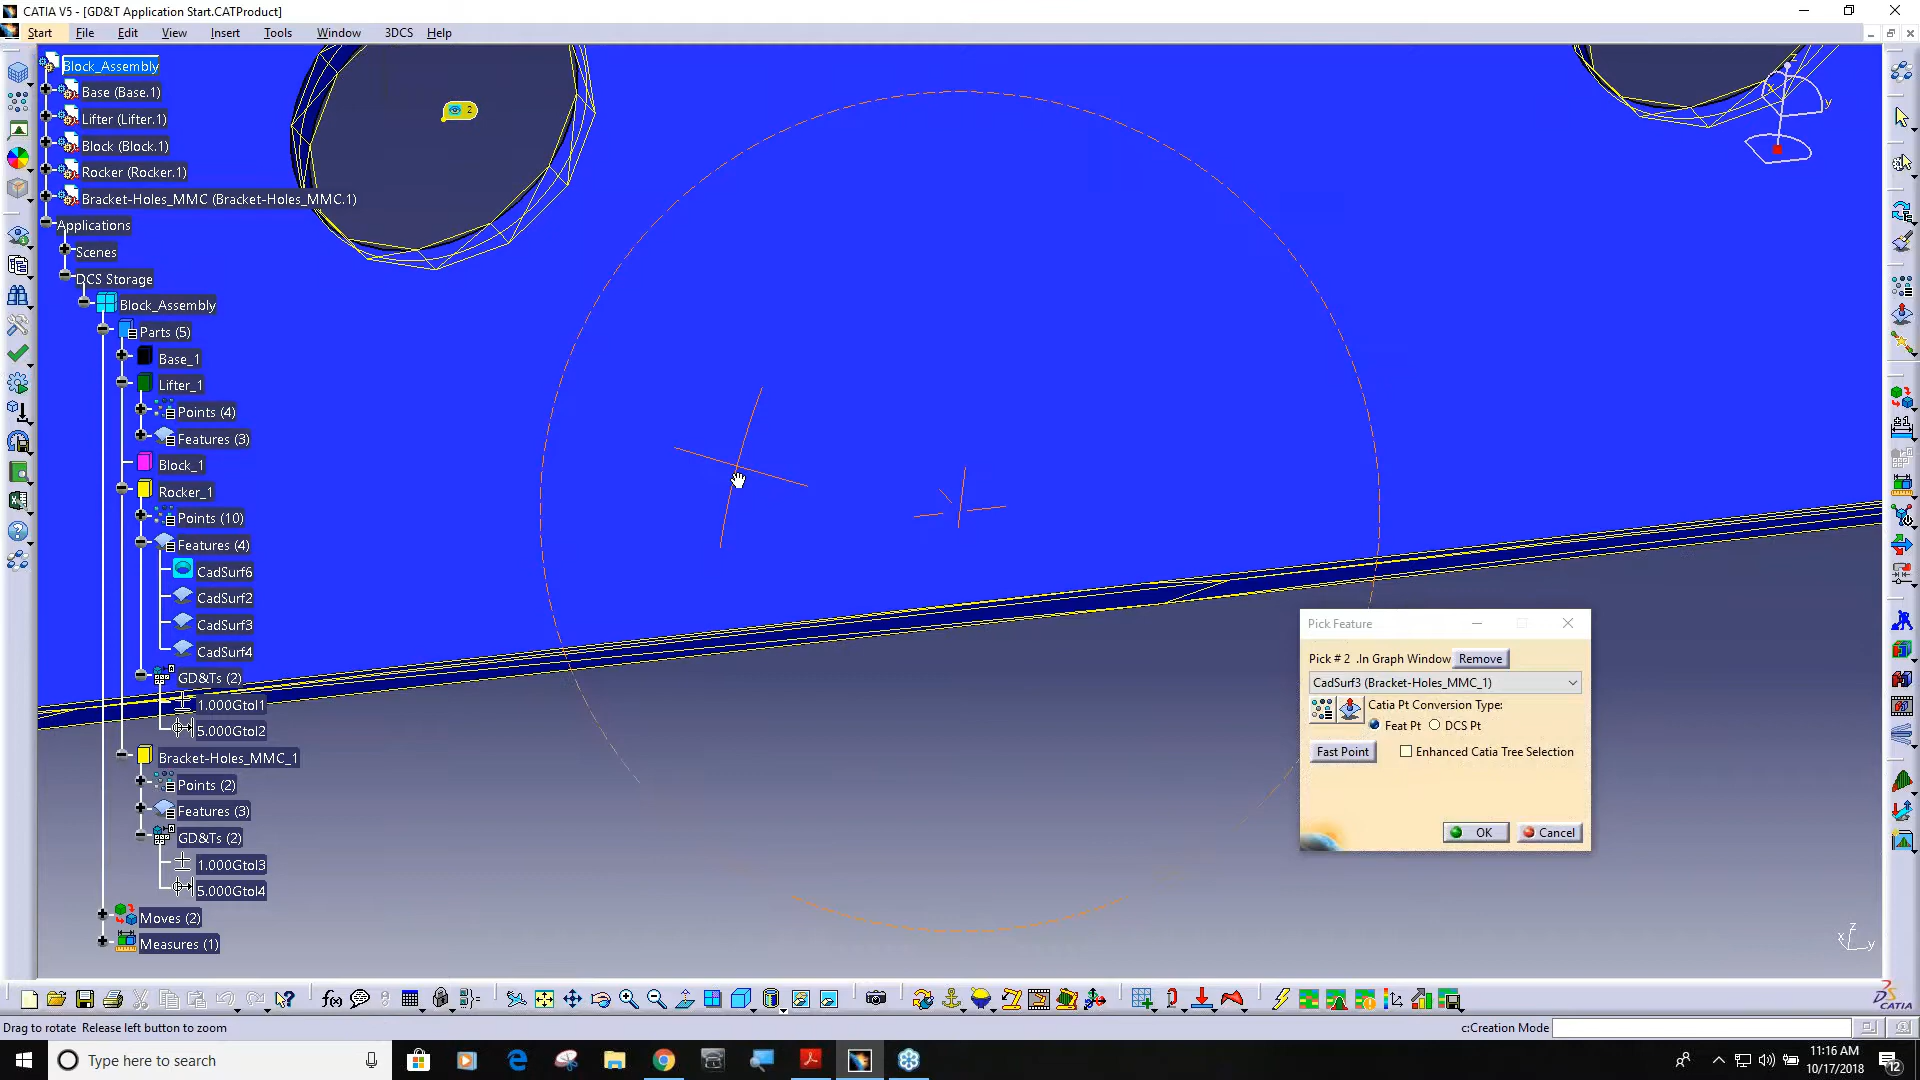 CATIA V5 - [GD&T Application Start.CATProduct]
Start File Edit View Insert Tools Window 3DCS Help
Block_Assembly
Base (Base.1)
Lifter (Lifter.1)
Block (Block.1)
Rocker (Rocker.1)
Bracket-Holes_MMC (Bracket-Holes_MMC.1)
Applications
Scenes
DCS Storage
Block_Assembly
Parts (5)
Base_1
Lifter_1
Points (4)
Features (3)
Block_1
Rocker_1
Points (10)
Features (4)
CadSurf6
CadSurf2
CadSurf3
CadSurf4
GD&Ts (2)
1.000Gtol1
5.000Gtol2
Bracket-Holes_MMC_1
Points (2)
Features (3)
GD&Ts (2)
1.000Gtol3
5.000Gtol4
Moves (2)
Measures (1)
2
z
x
y
Pick Feature
Pick # 2 .In Graph Window Remove
CadSurf3 (Bracket-Holes_MMC_1)
Catia Pt Conversion Type:
Feat Pt DCS Pt
Fast Point Enhanced Catia Tree Selection
OK Cancel
z
x y
CATIA
Drag to rotate Release left button to zoom
c:Creation Mode
Type here to search
11:16 AM
10/17/2018
12